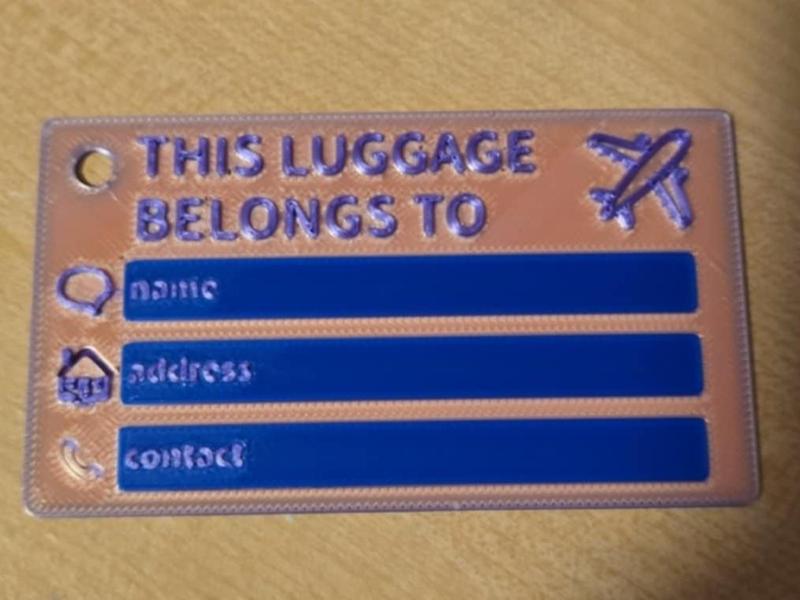 THIS LUGGAGE
BELONGS TO
name
address
contact